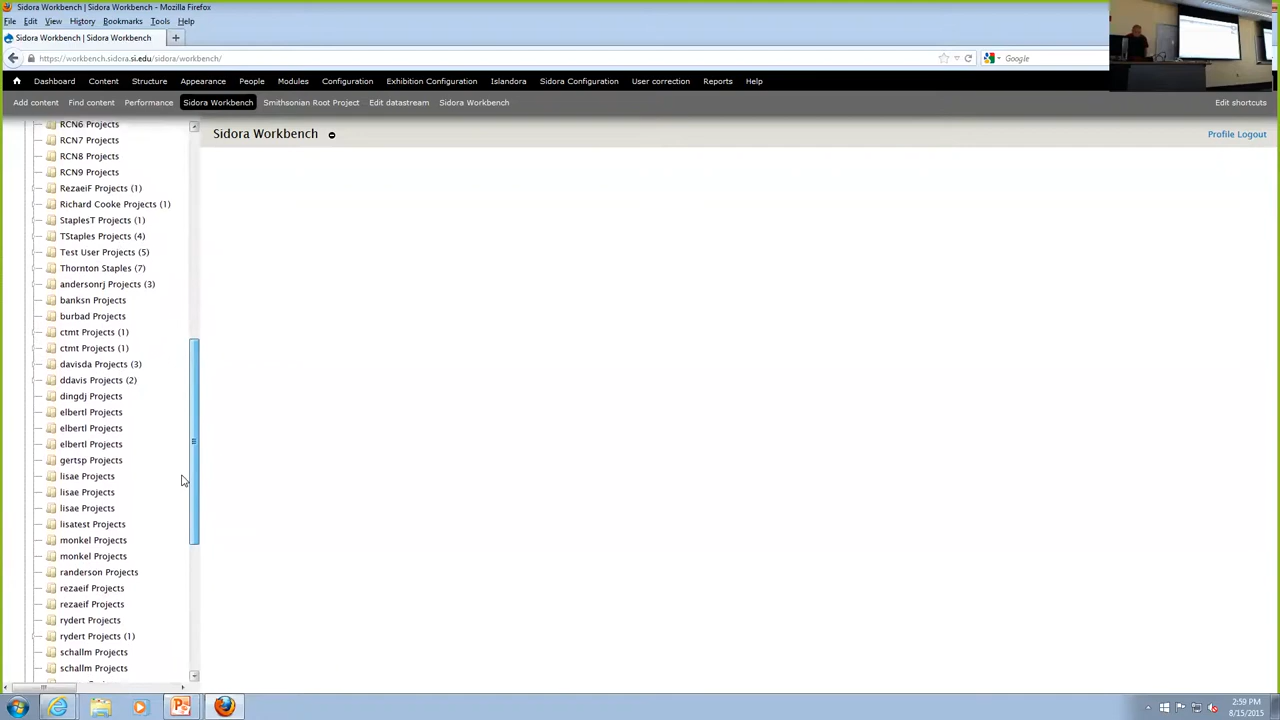 Sidora Workbench | Sidora Workbench - Mozilla Firefox
File Edit View History Bookmarks Tools Help
Sidora Workbench | Sidora Workbench
https://workbench.sidora.si.edu/sidora/workbench/
Google
Dashboard Content Structure Appearance People Modules Configuration Exhibition Configuration Islandora Sidora Configuration User correction Reports Help
Add content Find content Performance Sidora Workbench Smithsonian Root Project Edit datastream Sidora Workbench Edit shortcuts
Sidora Workbench
Profile Logout
RCN6 Projects
RCN7 Projects
RCN8 Projects
RCN9 Projects
RezaeiF Projects (1)
Richard Cooke Projects (1)
StaplesT Projects (1)
TStaples Projects (4)
Test User Projects (5)
Thornton Staples (7)
andersonrj Projects (3)
banksn Projects
burbad Projects
ctmt Projects (1)
ctmt Projects (1)
davisda Projects (3)
ddavis Projects (2)
dingdj Projects
elbertl Projects
elbertl Projects
elbertl Projects
gertsp Projects
lisae Projects
lisae Projects
lisae Projects
lisatest Projects
monkel Projects
monkel Projects
randerson Projects
rezaeif Projects
rezaeif Projects
rydert Projects
rydert Projects (1)
schallm Projects
schallm Projects
2:59 PM
8/15/2015